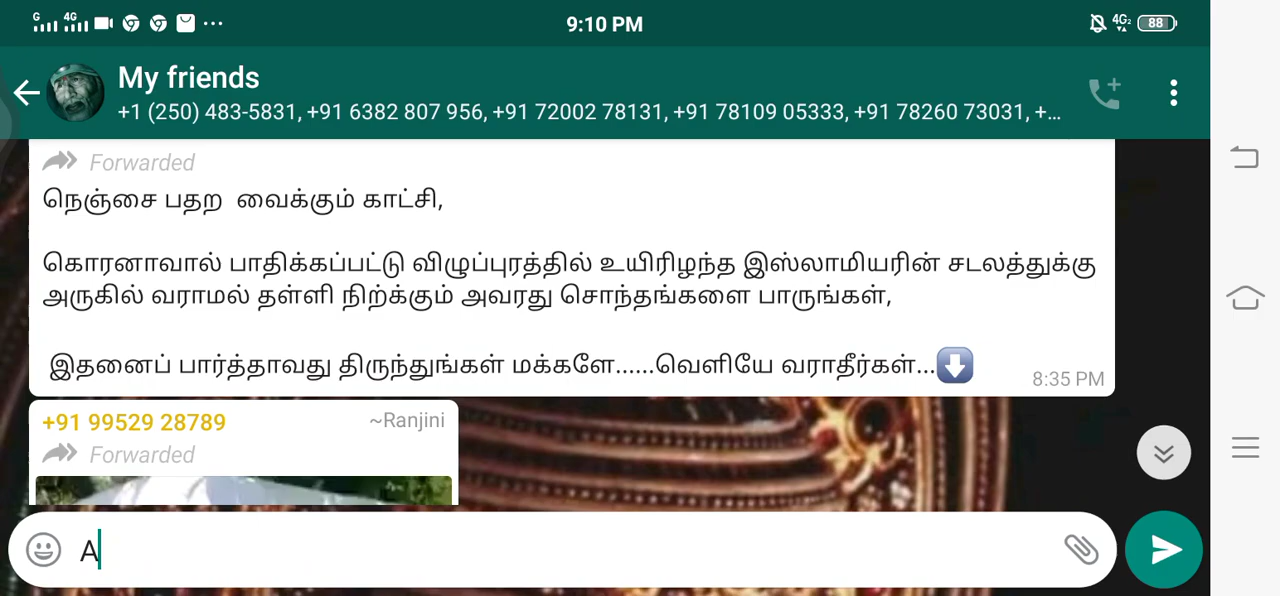 G 4G 9:10 PM 4G2 88
My friends
+1 (250) 483-5831, +91 6382 807 956, +91 72002 78131, +91 78109 05333, +91 78260 73031, +...
Forwarded
நெஞ்சை பதற வைக்கும் காட்சி,
கொரனாவால் பாதிக்கப்பட்டு விழுப்புரத்தில் உயிரிழந்த இஸ்லாமியரின் சடலத்துக்கு
அருகில் வராமல் தள்ளி நிற்க்கும் அவரது சொந்தங்களை பாருங்கள்,
இதனைப் பார்த்தாவது திருந்துங்கள் மக்களே......வெளியே வராதீர்கள்...⬇
8:35 PM
+91 99529 28789 ~Ranjini
Forwarded
A